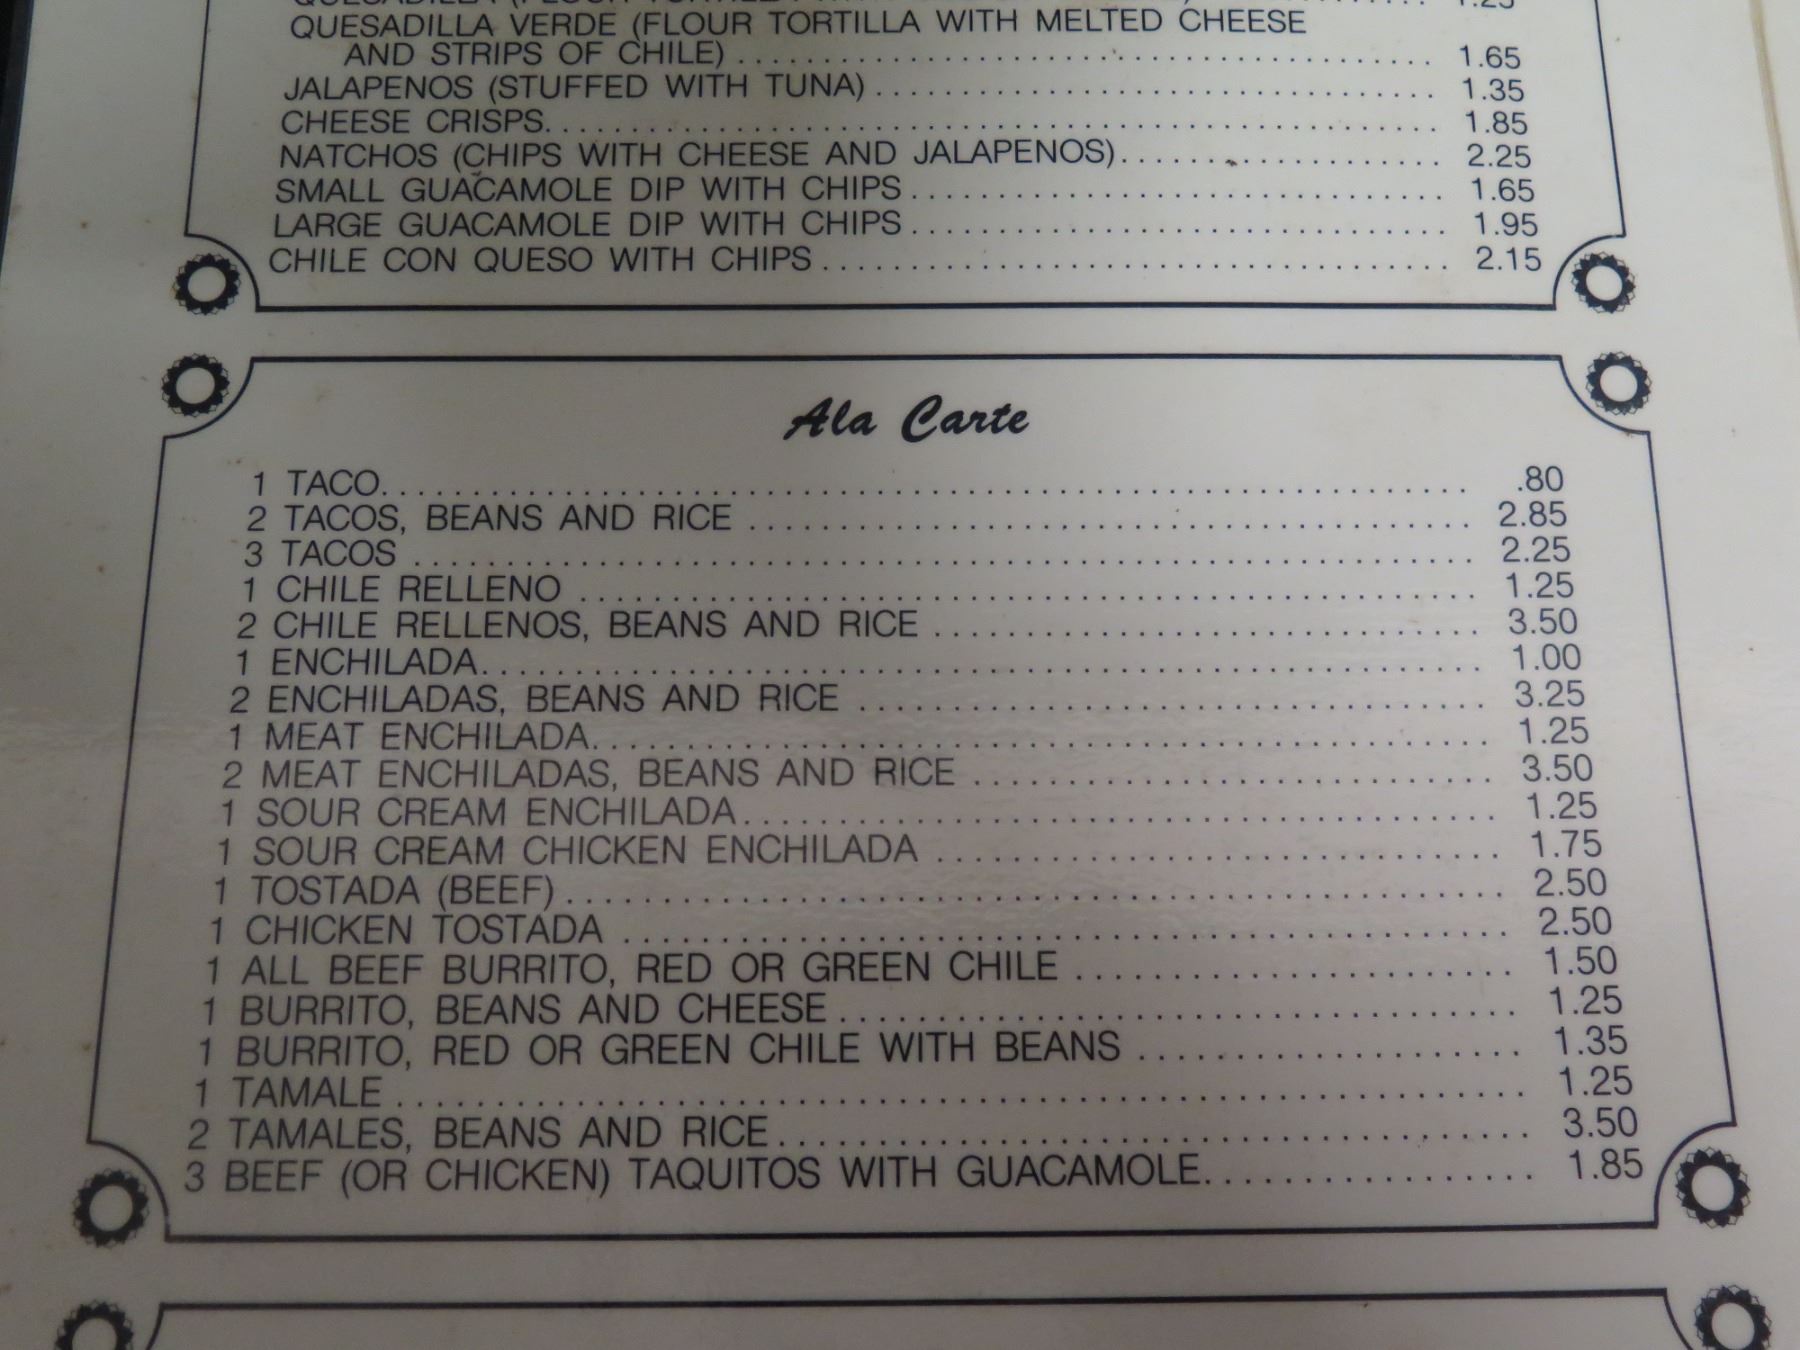 QUESADILLA (FLOUR TORTILLA WITH MELTED CHEESE) 1.25
QUESADILLA VERDE (FLOUR TORTILLA WITH MELTED CHEESE
AND STRIPS OF CHILE) 1.65
JALAPENOS (STUFFED WITH TUNA) 1.35
CHEESE CRISPS 1.85
NATCHOS (CHIPS WITH CHEESE AND JALAPENOS) 2.25
SMALL GUACAMOLE DIP WITH CHIPS 1.65
LARGE GUACAMOLE DIP WITH CHIPS 1.95
CHILE CON QUESO WITH CHIPS 2.15
Ala Carte
1 TACO .80
2 TACOS, BEANS AND RICE 2.85
3 TACOS 2.25
1 CHILE RELLENO 1.25
2 CHILE RELLENOS, BEANS AND RICE 3.50
1 ENCHILADA 1.00
2 ENCHILADAS, BEANS AND RICE 3.25
1 MEAT ENCHILADA 1.25
2 MEAT ENCHILADAS, BEANS AND RICE 3.50
1 SOUR CREAM ENCHILADA 1.25
1 SOUR CREAM CHICKEN ENCHILADA 1.75
1 TOSTADA (BEEF) 2.50
1 CHICKEN TOSTADA 2.50
1 ALL BEEF BURRITO, RED OR GREEN CHILE 1.50
1 BURRITO, BEANS AND CHEESE 1.25
1 BURRITO, RED OR GREEN CHILE WITH BEANS 1.35
1 TAMALE 1.25
2 TAMALES, BEANS AND RICE 3.50
3 BEEF (OR CHICKEN) TAQUITOS WITH GUACAMOLE 1.85